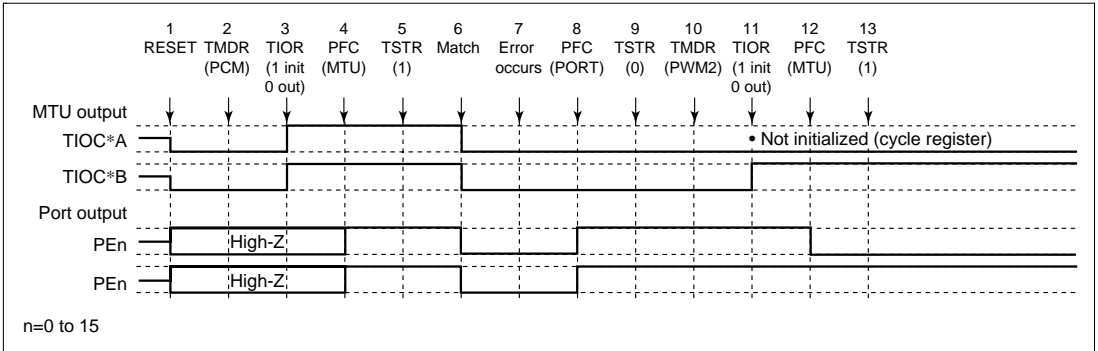 1 2 3 4 5 6 7 8 9 10 11 12 13
RESET TMDR TIOR PFC TSTR Match Error PFC TSTR TMDR TIOR PFC TSTR
(PCM) (1 init (MTU) (1) occurs (PORT) (0) (PWM2) (1 init (MTU) (1)
0 out) 0 out)
MTU output
TIOC*A • Not initialized (cycle register)
TIOC*B
Port output
PEn High-Z
PEn High-Z
n=0 to 15